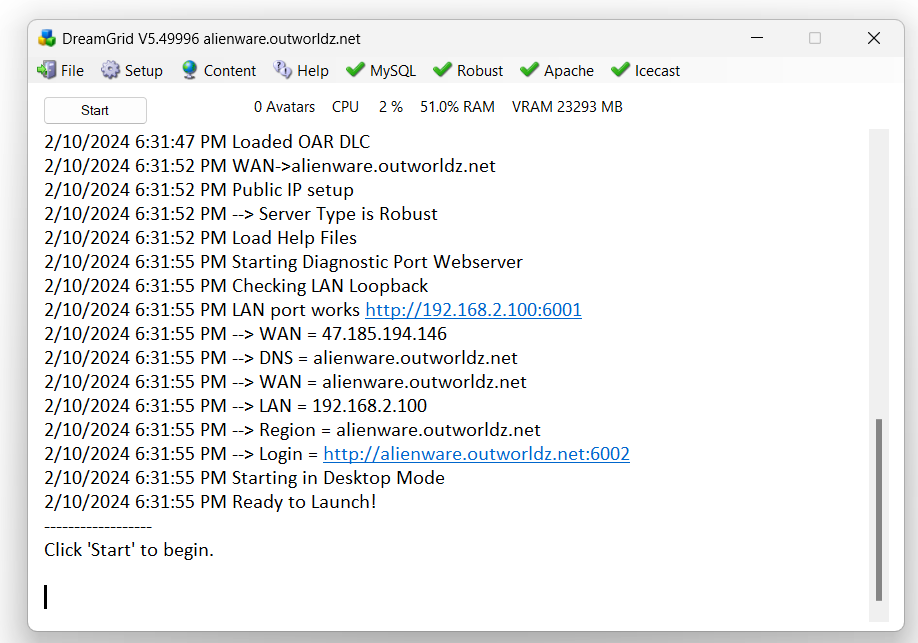 DreamGrid V5.49996 alienware.outworldz.net
File Setup Content Help MySQL Robust Apache Icecast
Start 0 Avatars CPU 2 % 51.0% RAM VRAM 23293 MB
2/10/2024 6:31:47 PM Loaded OAR DLC
2/10/2024 6:31:52 PM WAN->alienware.outworldz.net
2/10/2024 6:31:52 PM Public IP setup
2/10/2024 6:31:52 PM --> Server Type is Robust
2/10/2024 6:31:52 PM Load Help Files
2/10/2024 6:31:55 PM Starting Diagnostic Port Webserver
2/10/2024 6:31:55 PM Checking LAN Loopback
2/10/2024 6:31:55 PM LAN port works http://192.168.2.100:6001
2/10/2024 6:31:55 PM --> WAN = 47.185.194.146
2/10/2024 6:31:55 PM --> DNS = alienware.outworldz.net
2/10/2024 6:31:55 PM --> WAN = alienware.outworldz.net
2/10/2024 6:31:55 PM --> LAN = 192.168.2.100
2/10/2024 6:31:55 PM --> Region = alienware.outworldz.net
2/10/2024 6:31:55 PM --> Login = http://alienware.outworldz.net:6002
2/10/2024 6:31:55 PM Starting in Desktop Mode
2/10/2024 6:31:55 PM Ready to Launch!
------------------
Click 'Start' to begin.